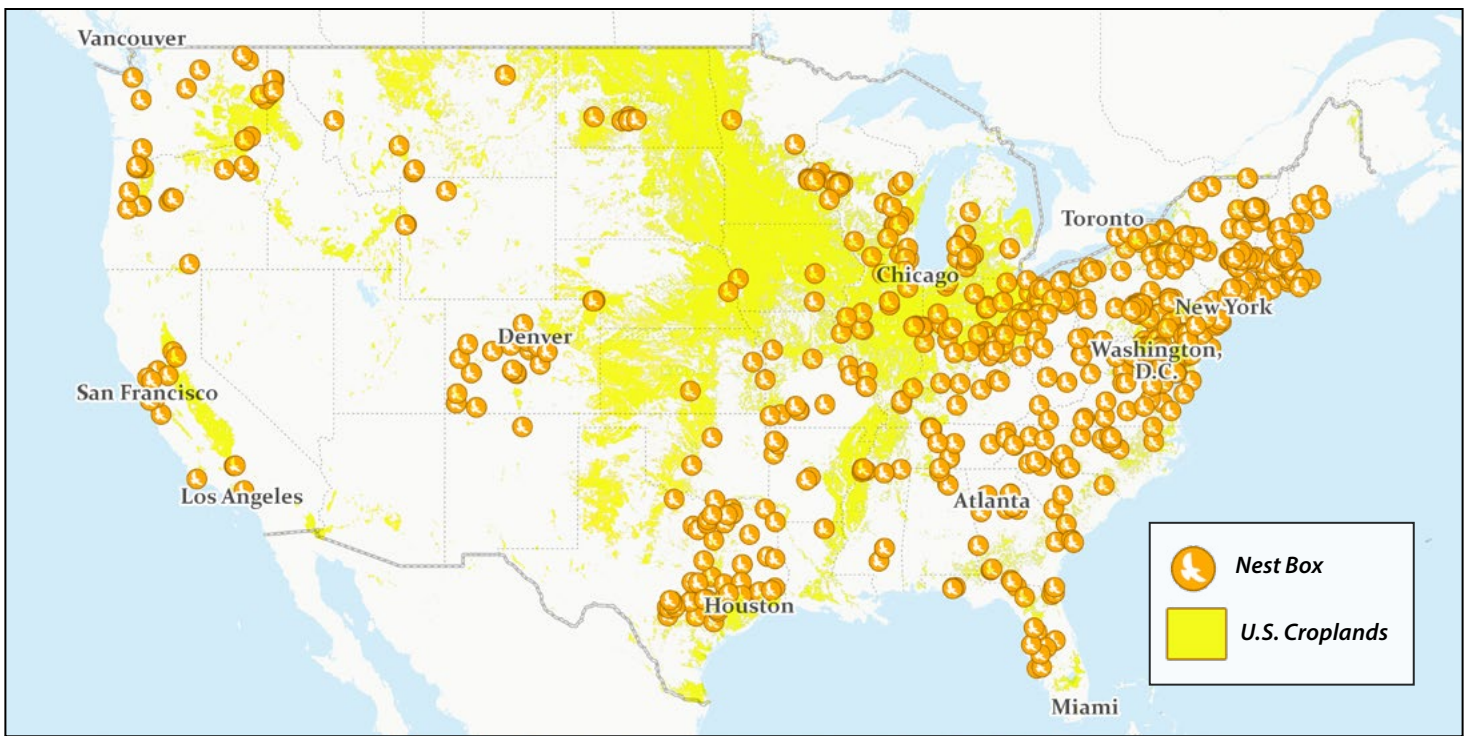 Vancouver
Toronto
Chicago
New York
Denver
Washington,
D.C.
San Francisco
Los Angeles
Atlanta
Houston
Miami
Nest Box
U.S. Croplands